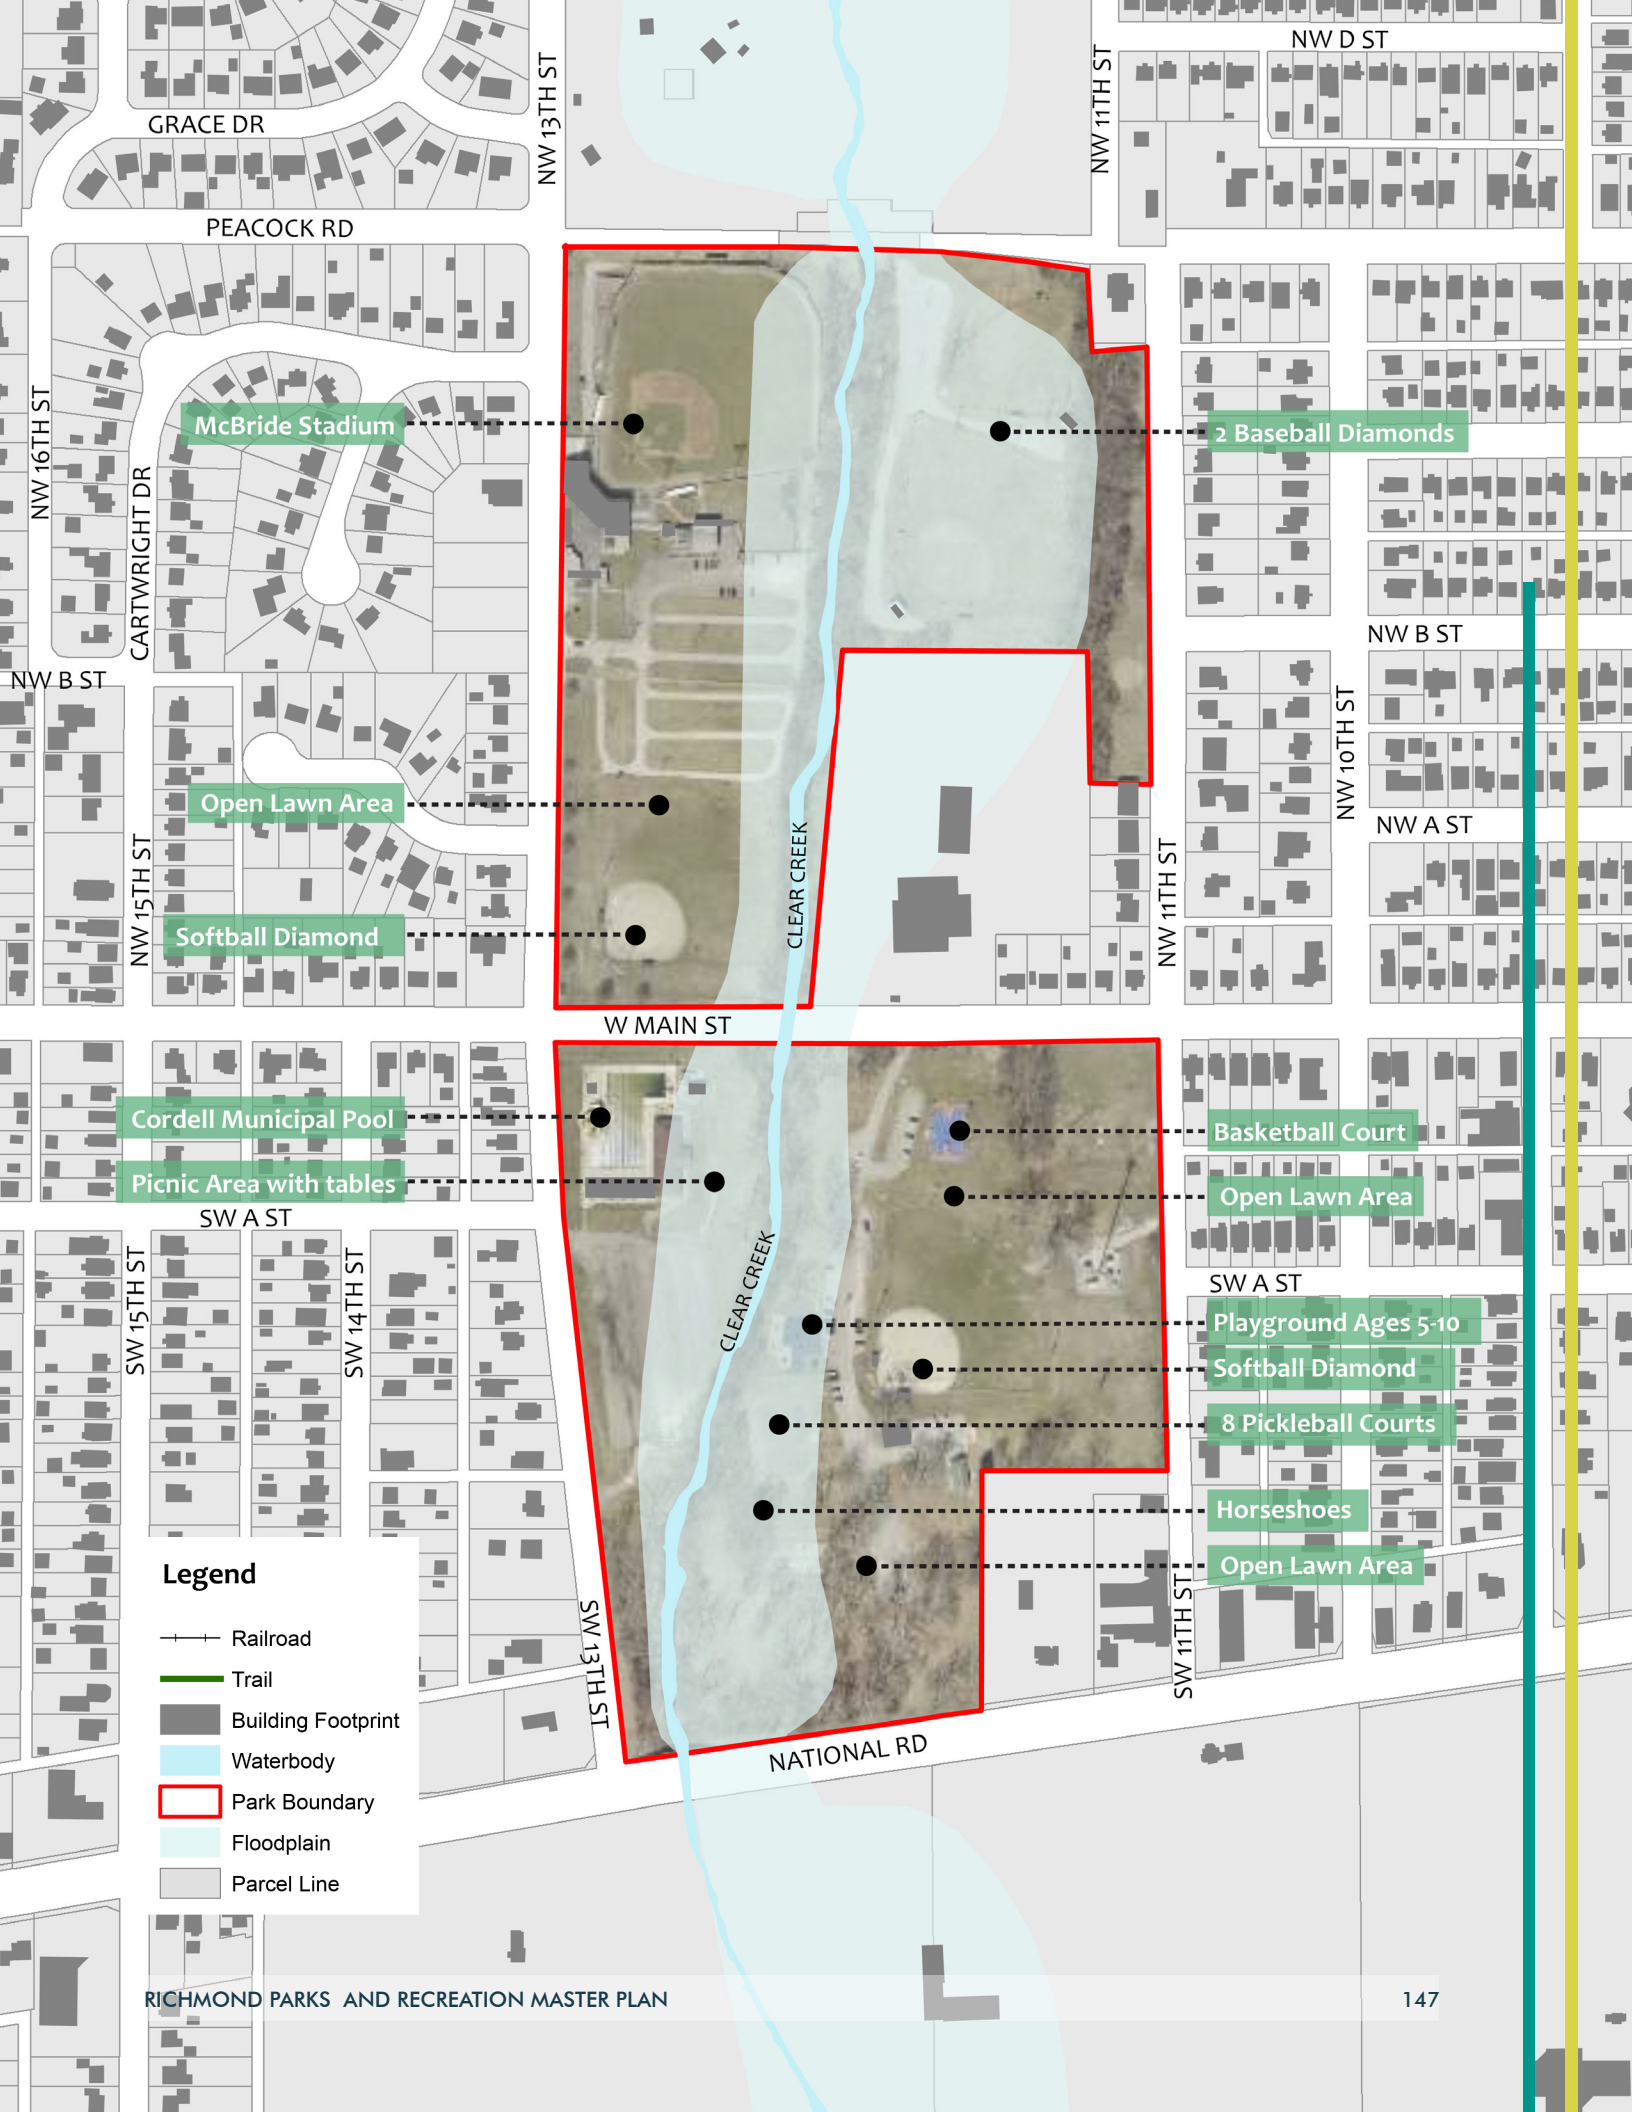 NW D ST
GRACE DR
NW 13TH ST
NW 11TH ST
PEACOCK RD
NW 16TH ST
McBride Stadium
2 Baseball Diamonds
CARTWRIGHT DR
NW B ST
NW B ST
NW 10TH ST
Open Lawn Area
NW A ST
CLEAR CREEK
NW 15TH ST
NW 11TH ST
Softball Diamond
W MAIN ST
Cordell Municipal Pool
Basketball Court
Picnic Area with tables
Open Lawn Area
SW A ST
CLEAR CREEK
SW A ST
SW 15TH ST
SW 14TH ST
Playground Ages 5-10
Softball Diamond
8 Pickleball Courts
Horseshoes
Open Lawn Area
SW 13TH ST
SW 11TH ST
NATIONAL RD
Legend
Railroad
Trail
Building Footprint
Waterbody
Park Boundary
Floodplain
Parcel Line
RICHMOND PARKS AND RECREATION MASTER PLAN
147